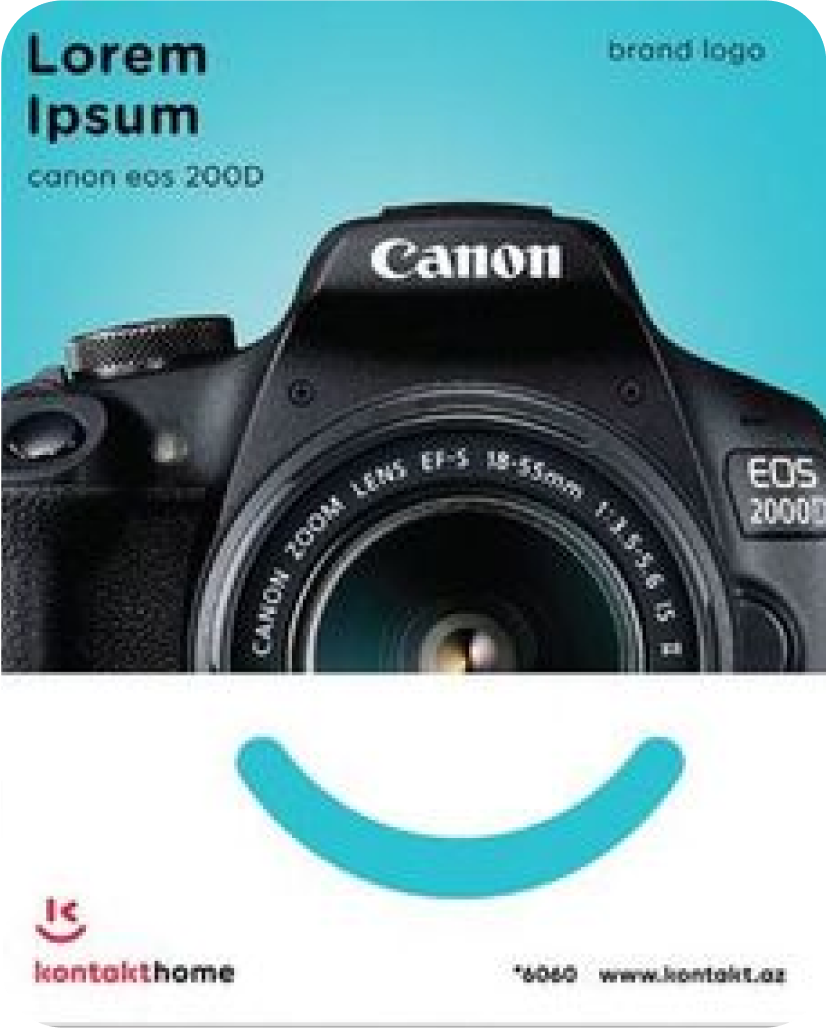 Lorem
Ipsum
brand logo
canon eos 200D
Canon
EOS
2000D
CANON ZOOM LENS EF-S 18-55mm 1:3.5-5.6 IS II
k
kontakthome
*6060 www.kontakt.az